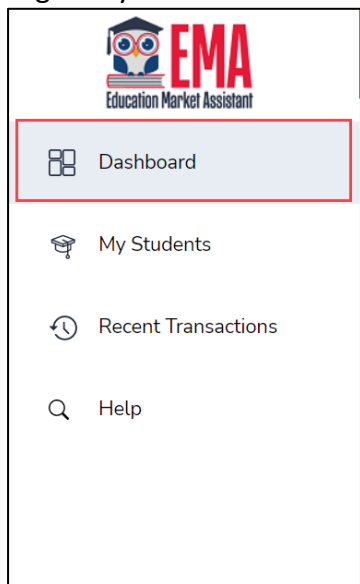 EMA
Education Market Assistant
Dashboard
My Students
Recent Transactions
Help